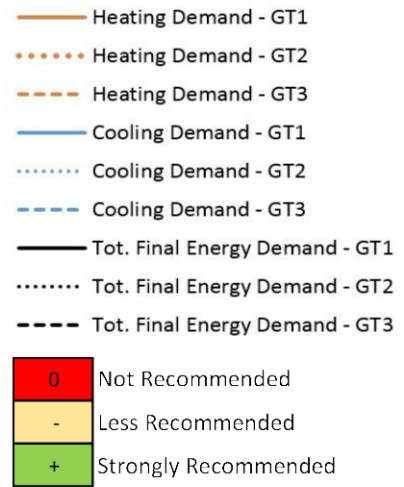 Heating Demand - GT1
Heating Demand - GT2
Heating Demand - GT3
Cooling Demand - GT1
Cooling Demand - GT2
Cooling Demand - GT3
Tot. Final Energy Demand - GT1
Tot. Final Energy Demand - GT2
Tot. Final Energy Demand - GT3
0 Not Recommended
- Less Recommended
+ Strongly Recommended